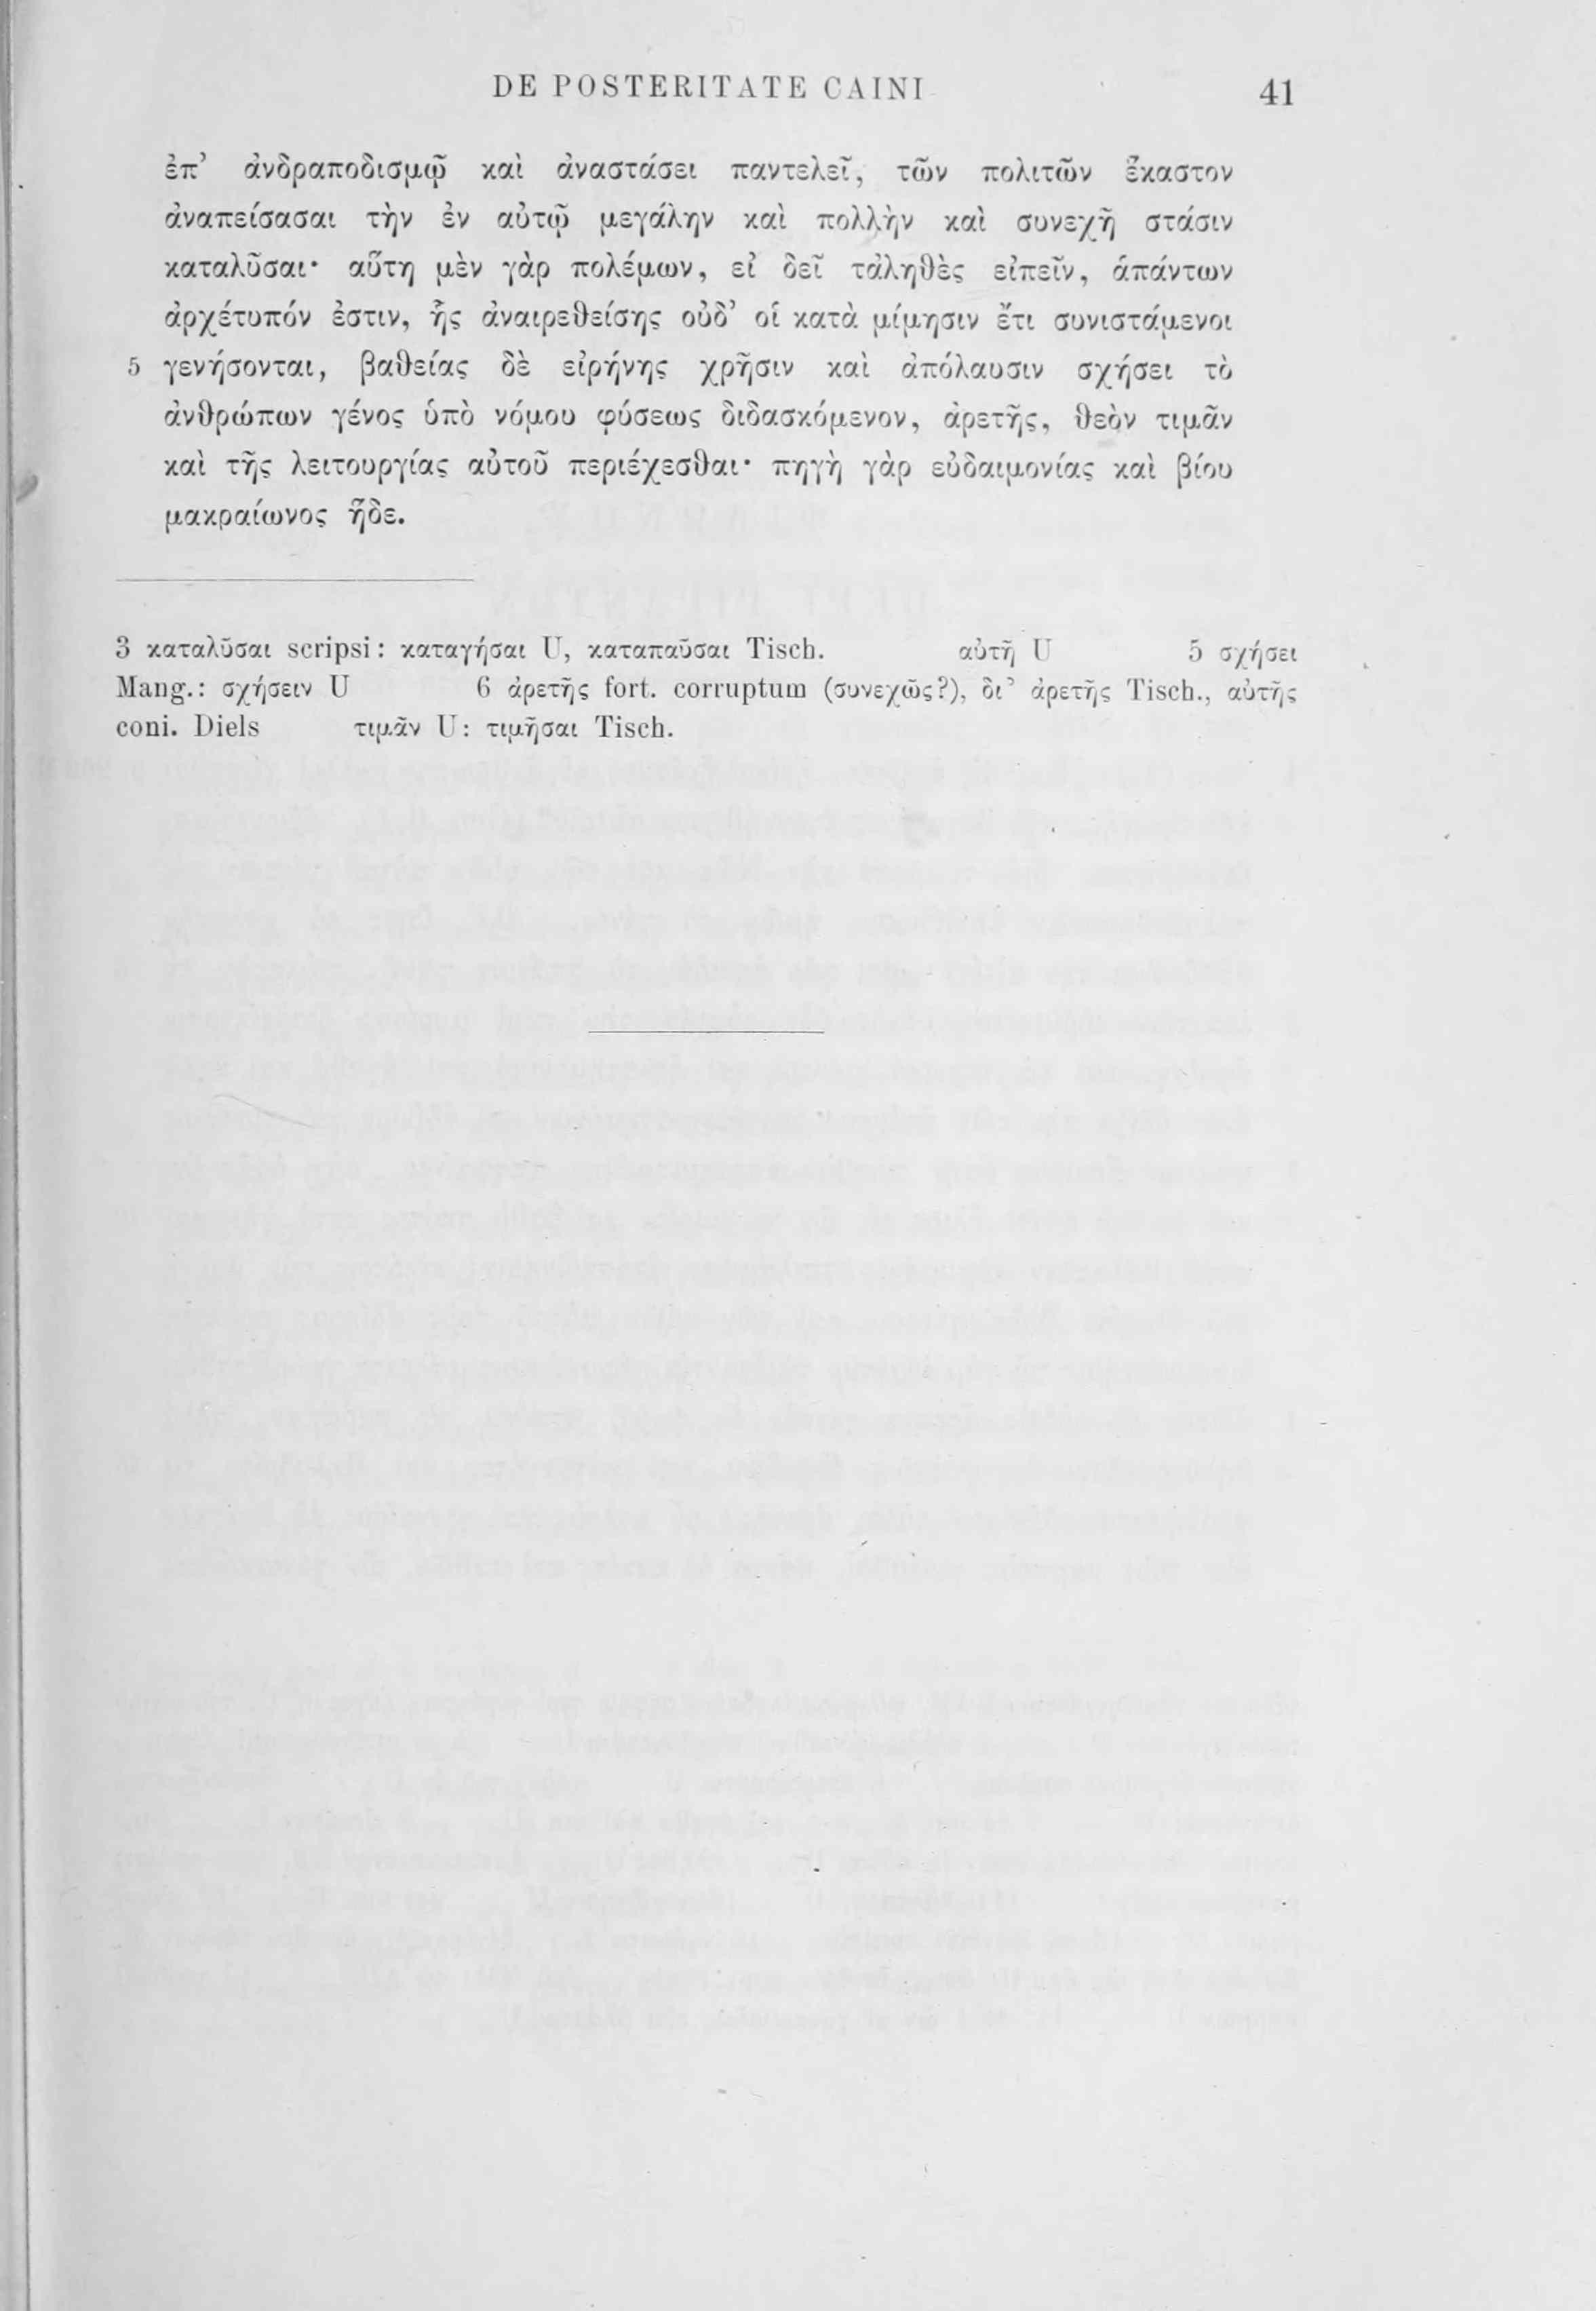 DE POSTERITATE CAINI 41
ἐπ’ ἀνδραποδισμῷ καὶ ἀναστάσει παντελεῖ, τῶν πολιτῶν ἕκαστον
ἀναπείσασαι τὴν ἐν αὐτῷ μεγάλην καὶ πολλὴν καὶ συνεχῆ στάσιν
καταλῦσαι· αὕτη μὲν γὰρ πολέμων, εἰ δεῖ τἀληθὲς εἰπεῖν, ἁπάντων
ἀρχέτυπόν ἐστιν, ἧς ἀναιρεθείσης οὐδ’ οἱ κατὰ μίμησιν ἔτι συνιστάμενοι
5 γενήσονται, βαθείας δὲ εἰρήνης χρῆσιν καὶ ἀπόλαυσιν σχήσει τὸ
ἀνθρώπων γένος ὑπὸ νόμου φύσεως διδασκόμενον, ἀρετῆς, θεὸν τιμᾶν
καὶ τῆς λειτουργίας αὐτοῦ περιέχεσθαι· πηγὴ γὰρ εὐδαιμονίας καὶ βίου
μακραίωνος ἥδε.
3 καταλῦσαι scripsi: καταγήσαι U, καταπαῦσαι Tisch. αὐτῆ U 5 σχήσει
Mang.: σχήσειν U 6 ἀρετῆς fort. corruptum (συνεχῶς?), δι’ ἀρετῆς Tisch., αὐτῆς
coni. Diels τιμᾶν U: τιμῆσαι Tisch.